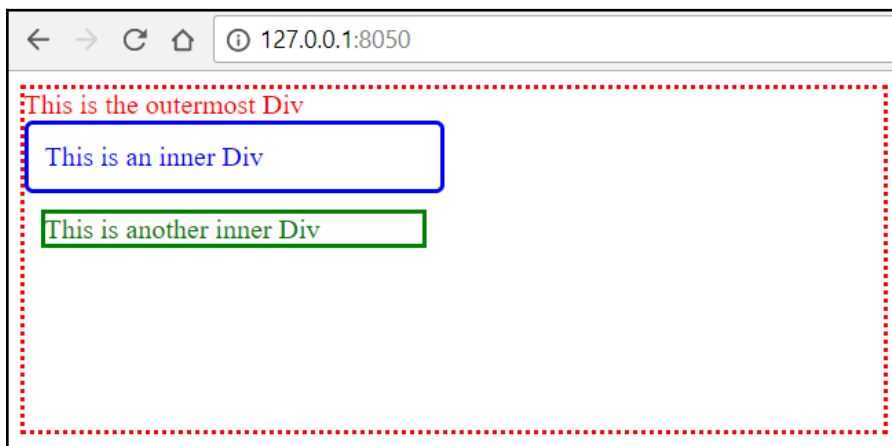 127.0.0.1:8050
This is the outermost Div
This is an inner Div
This is another inner Div